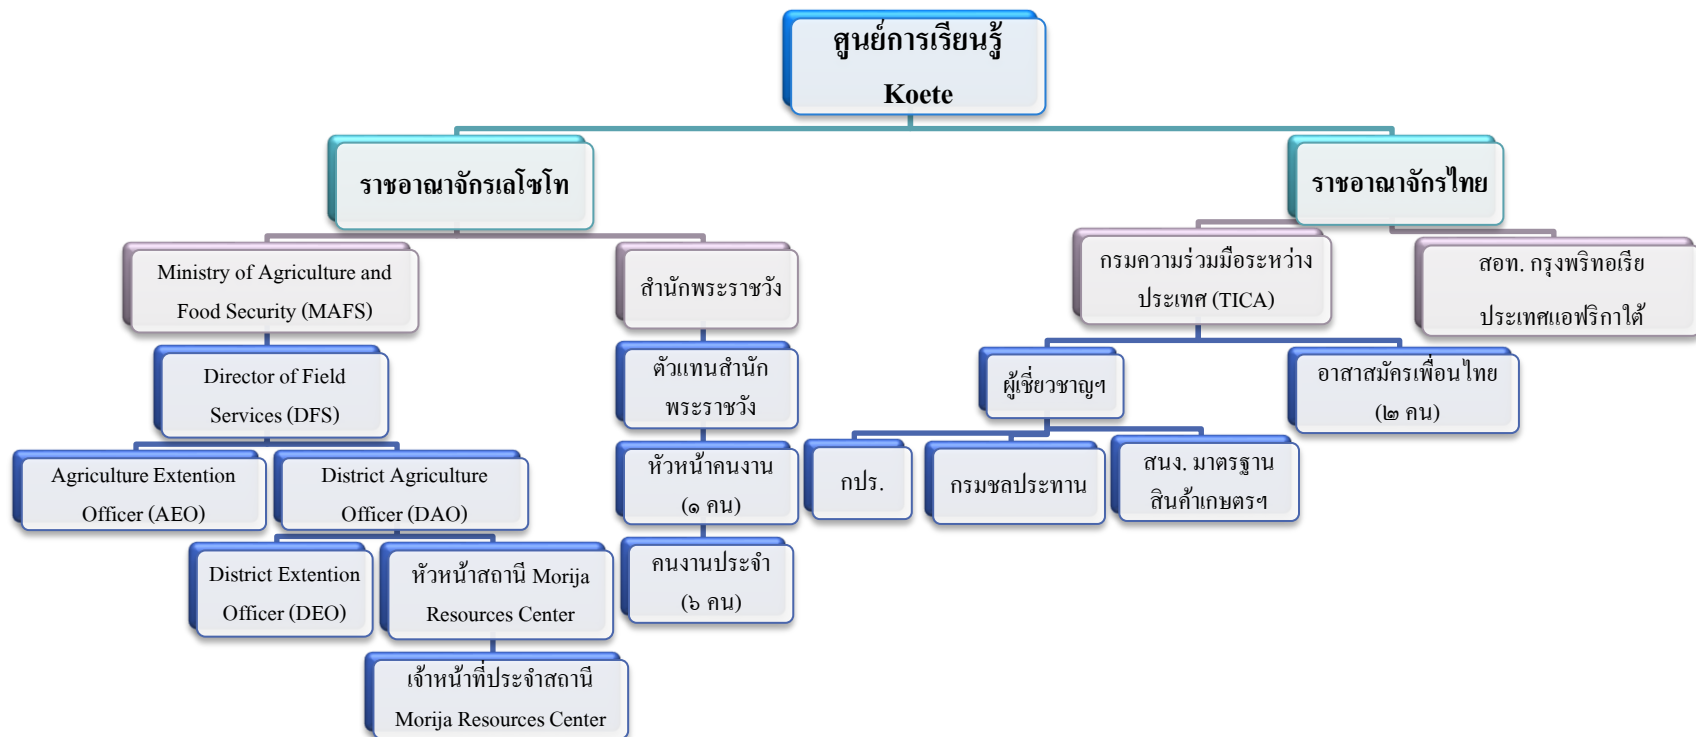 ศูนย์การเรียนรู้
Koete
ราชอาณาจักรเลโซโท
ราชอาณาจักรไทย
Ministry of Agriculture and
Food Security (MAFS)
สำนักพระราชวัง
กรมความร่วมมือระหว่าง
ประเทศ (TICA)
สอท. กรุงพริทอเรีย
ประเทศแอฟริกาใต้
Director of Field
Services (DFS)
ตัวแทนสำนัก
พระราชวัง
ผู้เชี่ยวชาญฯ
อาสาสมัครเพื่อนไทย
(๒ คน)
Agriculture Extention
Officer (AEO)
District Agriculture
Officer (DAO)
หัวหน้าคนงาน
(๑ คน)
กปร.
กรมชลประทาน
สนง. มาตรฐาน
สินค้าเกษตรฯ
District Extention
Officer (DEO)
หัวหน้าสถานี Morija
Resources Center
คนงานประจำ
(๖ คน)
เจ้าหน้าที่ประจำสถานี
Morija Resources Center